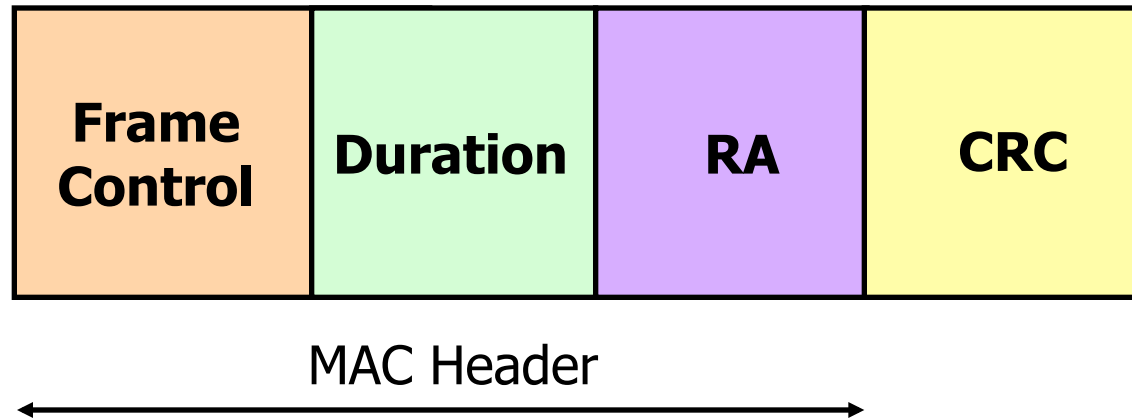 Frame
Control
Duration
RA
CRC
MAC Header